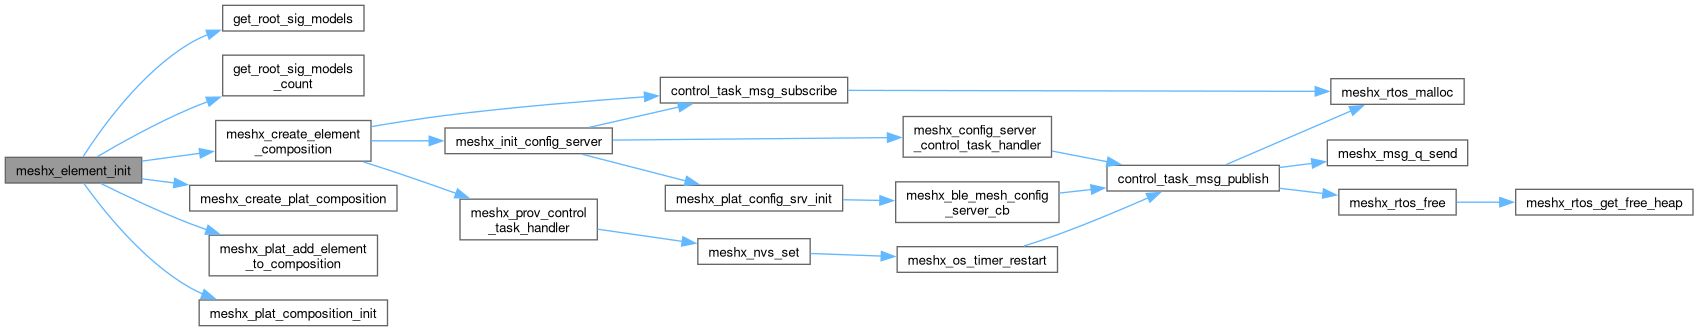 meshx_element_init
get_root_sig_models
get_root_sig_models
_count
meshx_create_element
_composition
meshx_create_plat_composition
meshx_plat_add_element
_to_composition
meshx_plat_composition_init
meshx_init_config_server
meshx_prov_control
_task_handler
control_task_msg_subscribe
meshx_plat_config_srv_init
meshx_nvs_set
meshx_config_server
_control_task_handler
meshx_ble_mesh_config
_server_cb
meshx_os_timer_restart
control_task_msg_publish
meshx_rtos_malloc
meshx_msg_q_send
meshx_rtos_free
meshx_rtos_get_free_heap